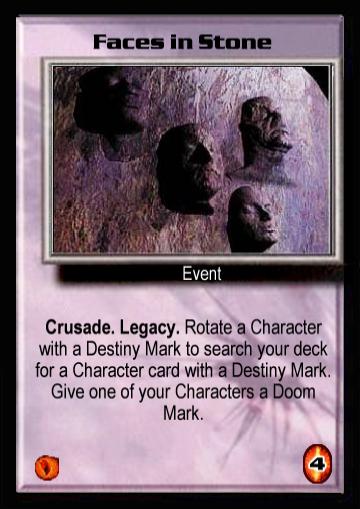 Faces in Stone
Event
Crusade. Legacy. Rotate a Character
with a Destiny Mark to search your deck
for a Character card with a Destiny Mark.
Give one of your Characters a Doom
Mark.
4